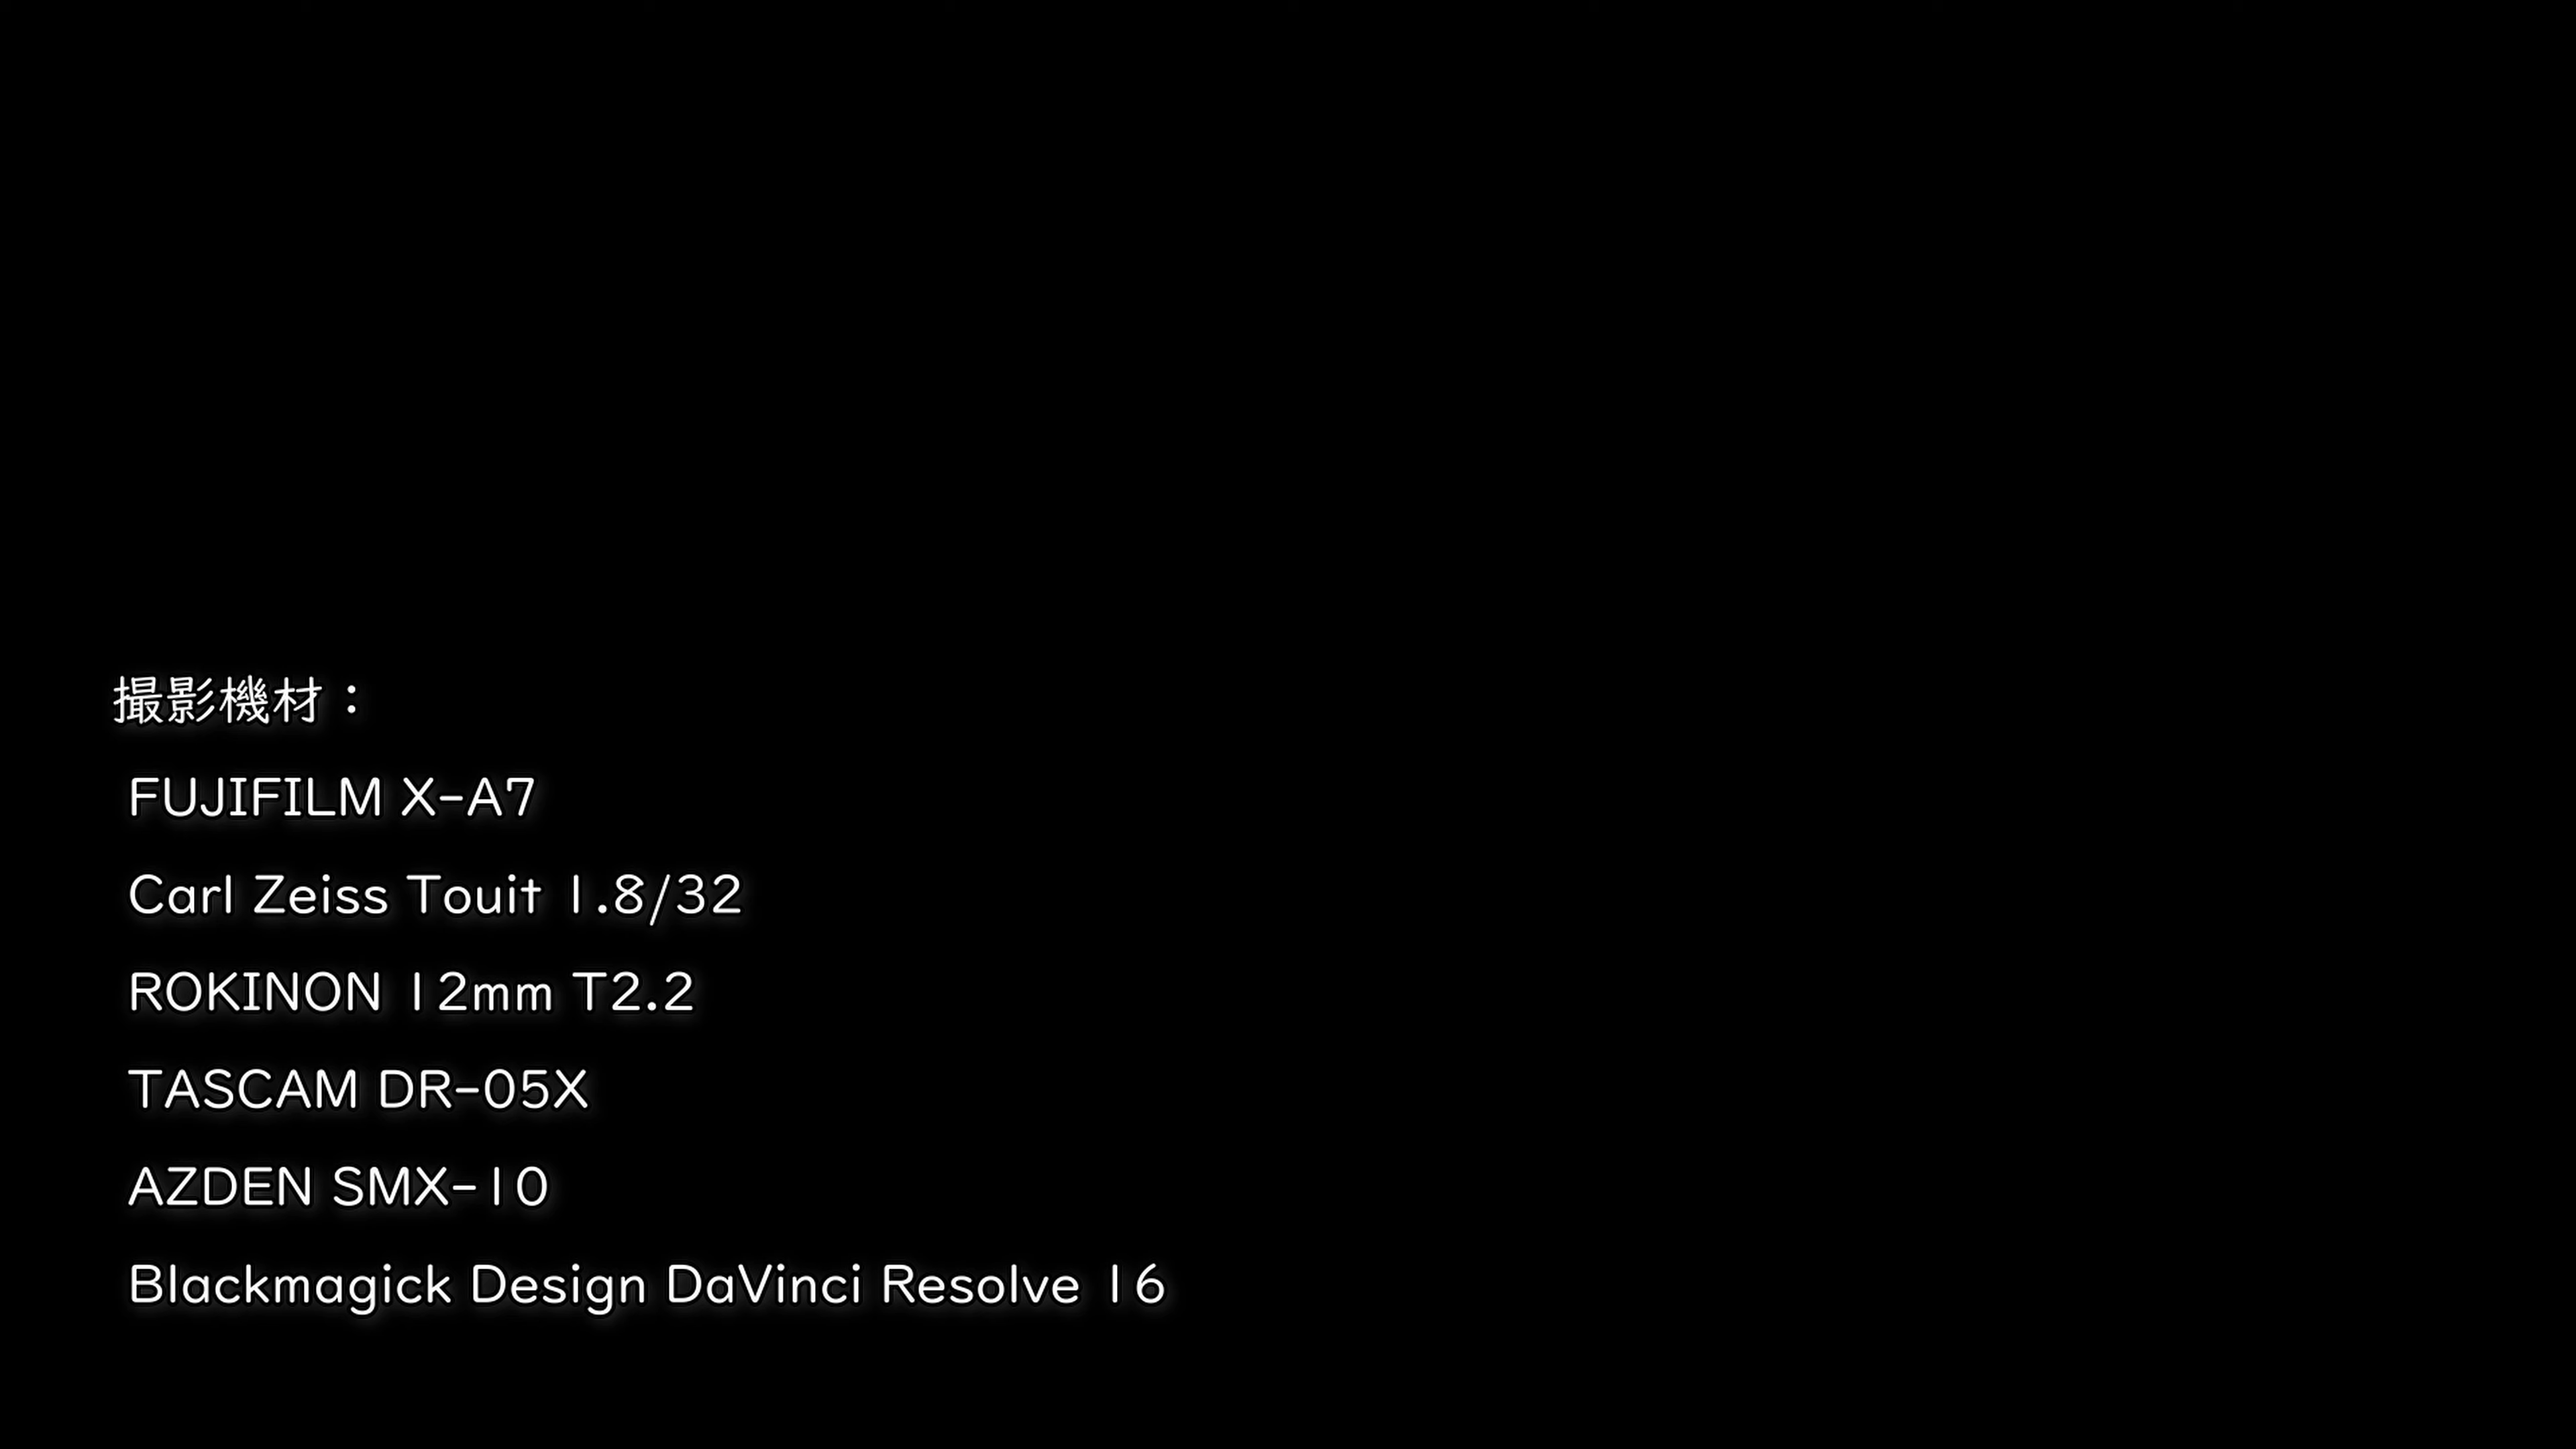 撮影機材：
FUJIFILM X-A7
Carl Zeiss Touit 1.8/32
ROKINON 12mm T2.2
TASCAM DR-05X
AZDEN SMX-10
Blackmagick Design DaVinci Resolve 16